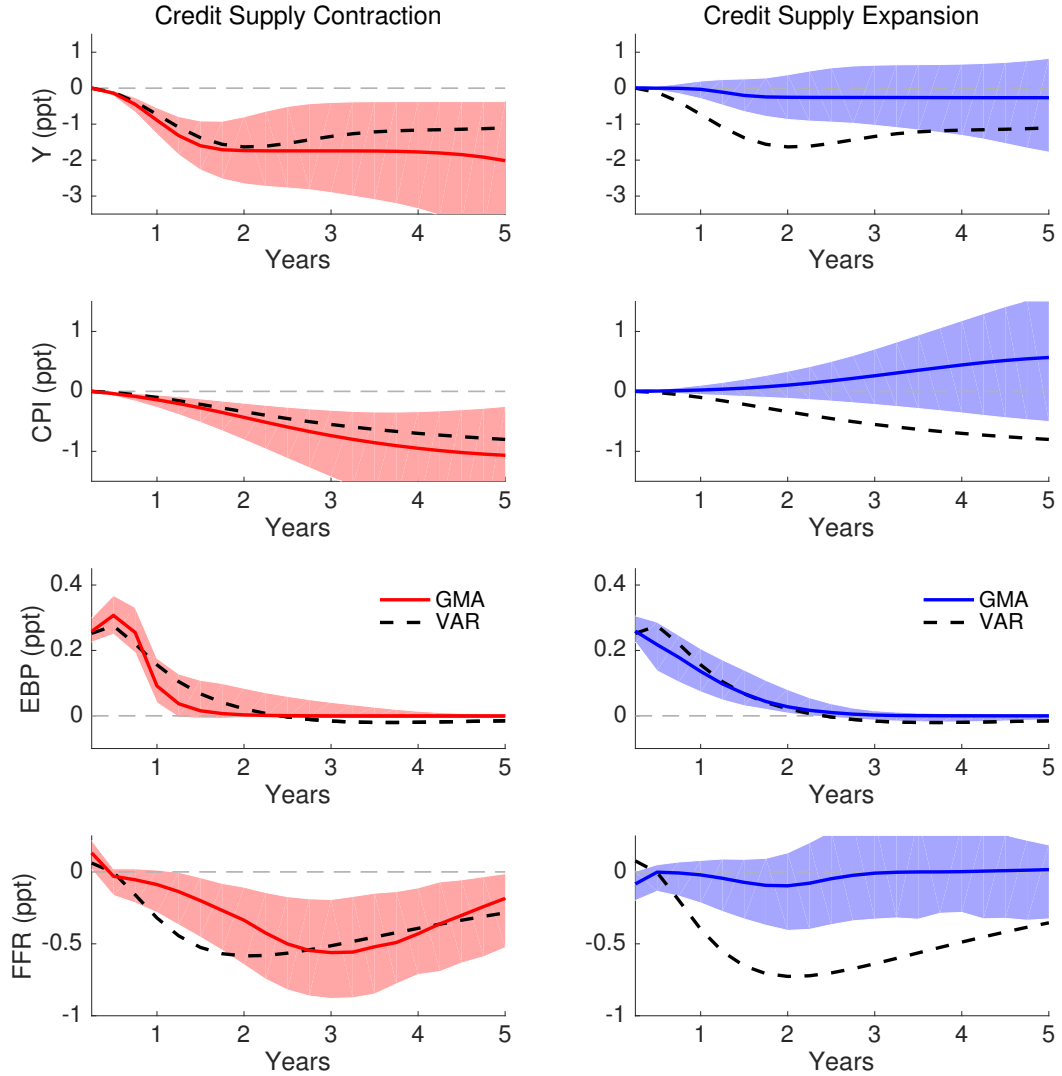 Credit Supply Contraction
Credit Supply Expansion
Y (ppt)
1
0
-1
-2
-3
1 2 3 4 5
Years
1
0
-1
-2
-3
1 2 3 4 5
Years
CPI (ppt)
1
0
-1
1 2 3 4 5
Years
1
0
-1
1 2 3 4 5
Years
EBP (ppt)
0.4
0.2
0
GMA
VAR
1 2 3 4 5
Years
0.4
0.2
0
GMA
VAR
1 2 3 4 5
Years
FFR (ppt)
0
-0.5
-1
1 2 3 4 5
Years
0
-0.5
-1
1 2 3 4 5
Years